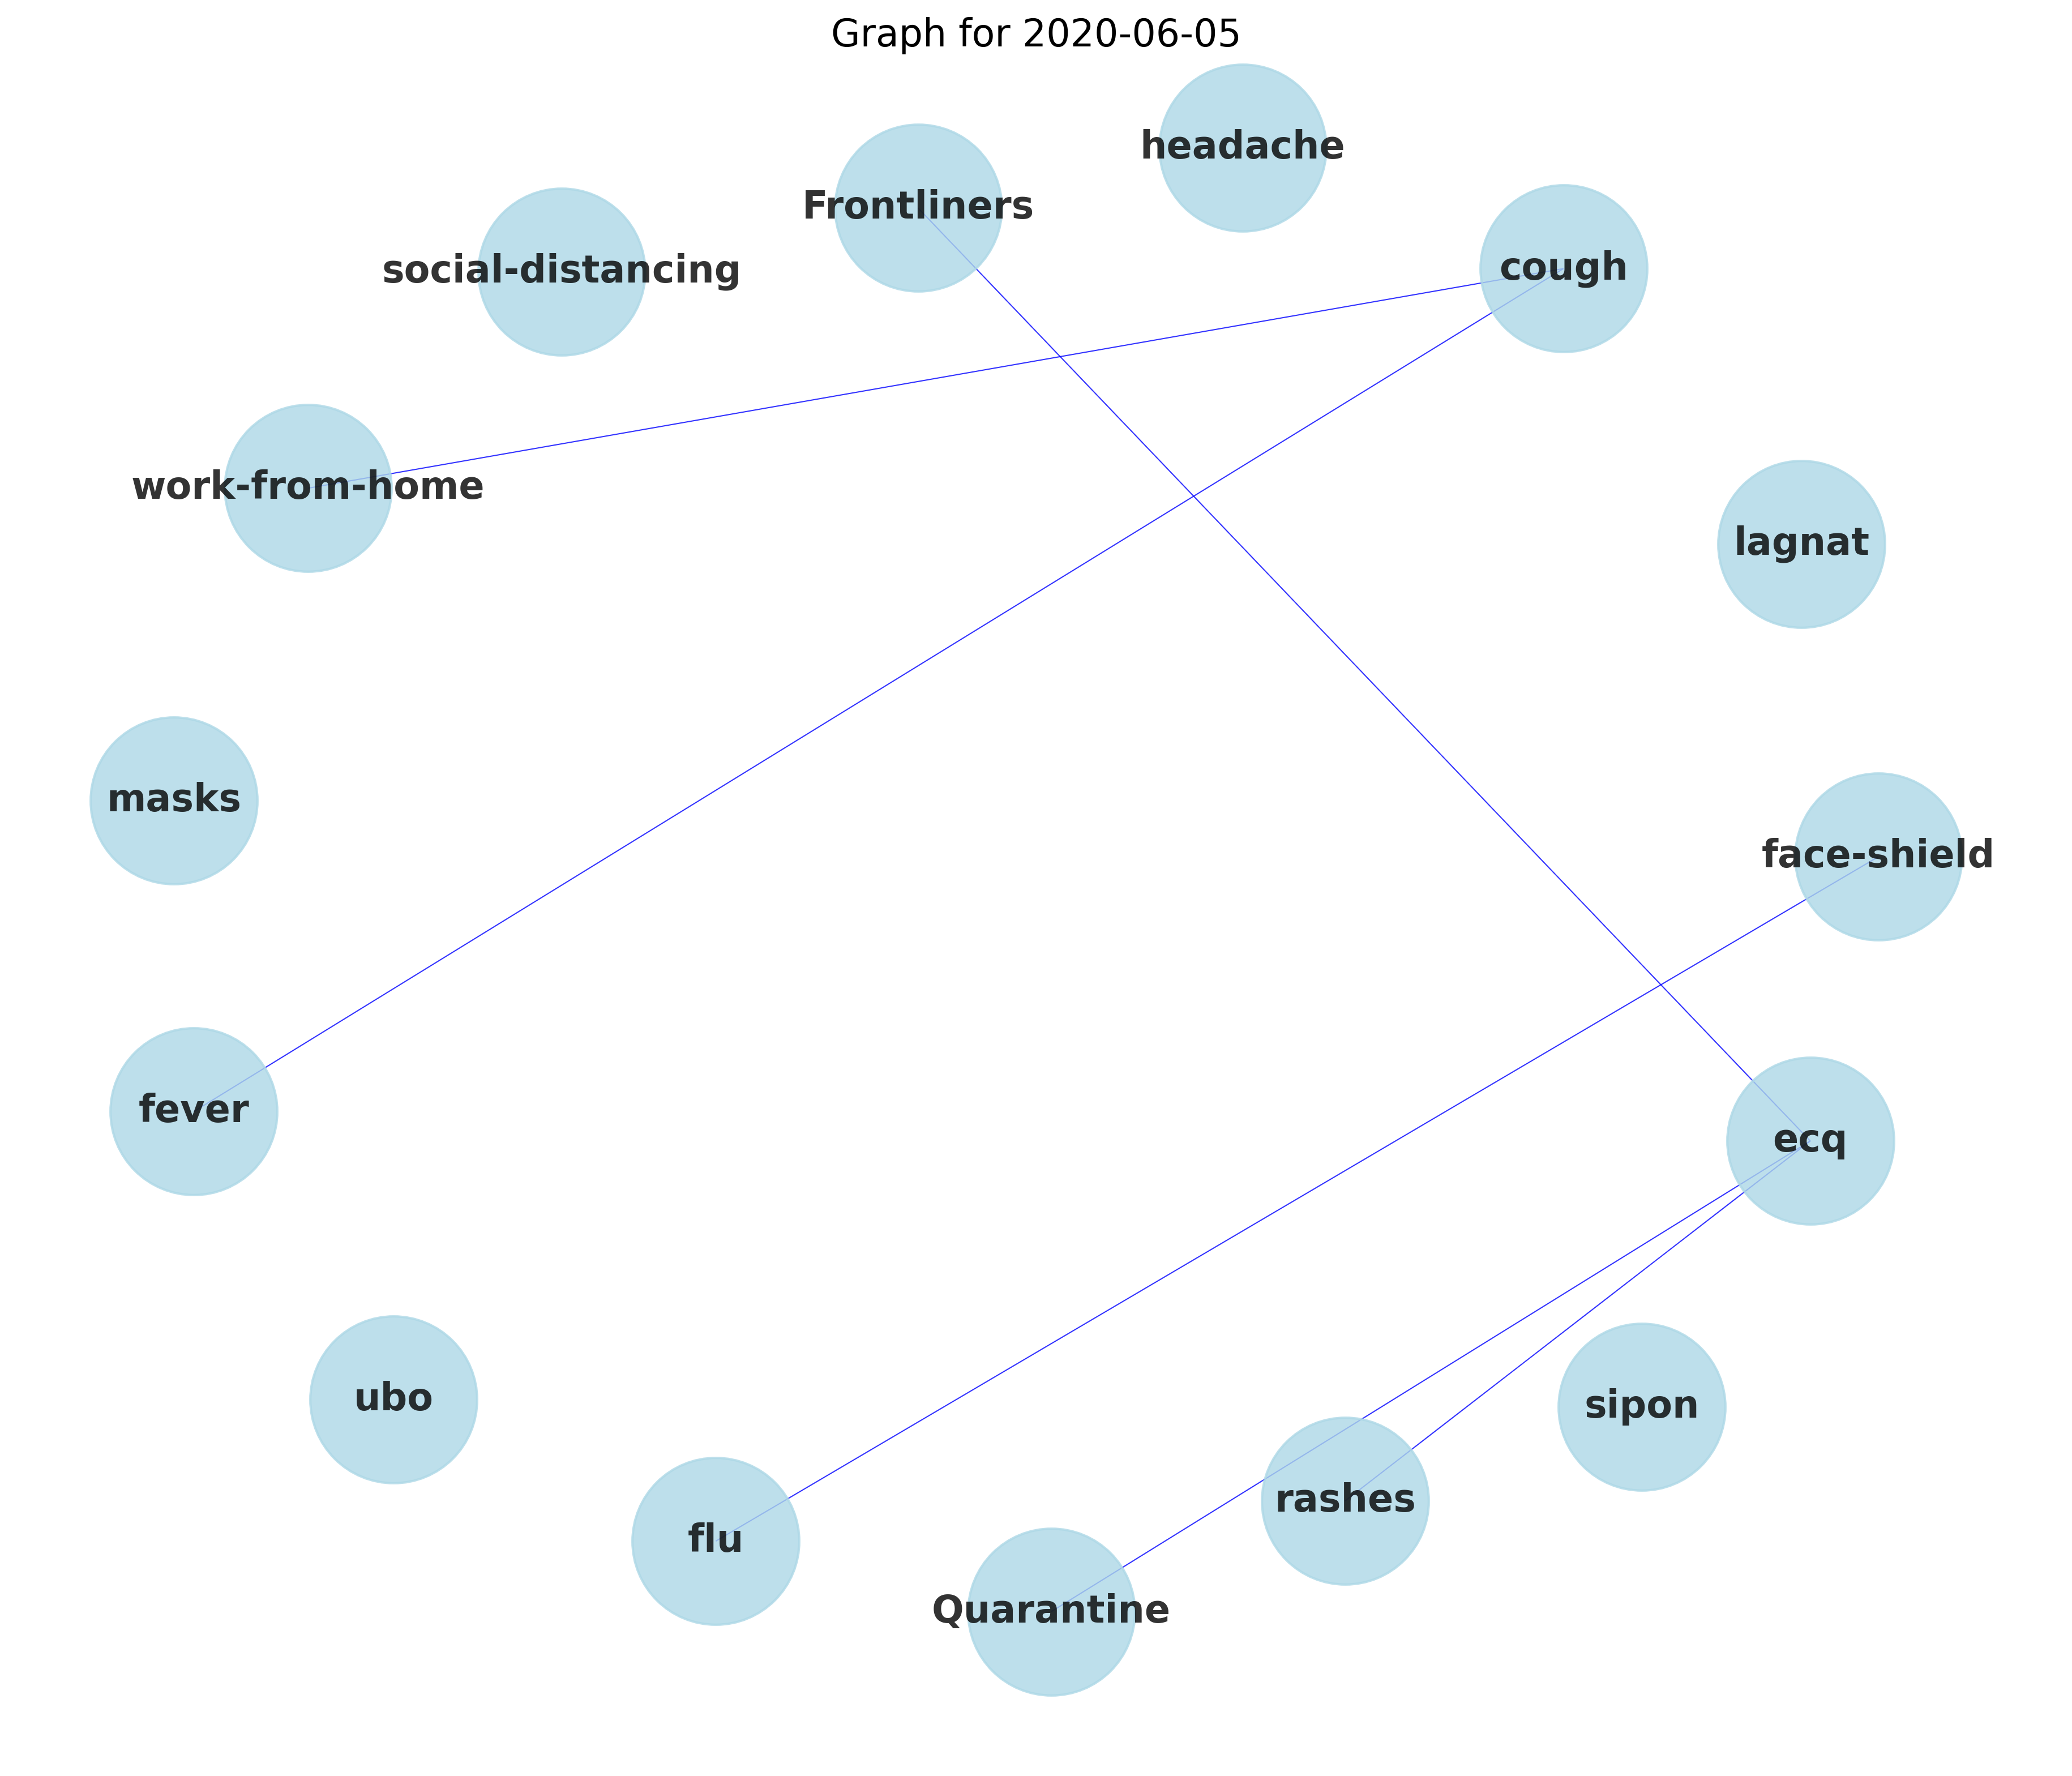 Graph for 2020-06-05
headache
Frontliners
cough
social-distancing
work-from-home
lagnat
masks
face-shield
fever
ecq
ubo
sipon
rashes
flu
Quarantine